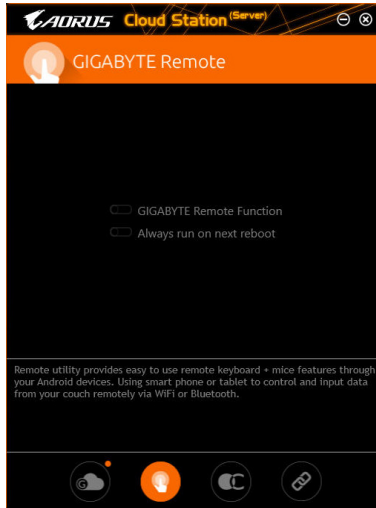 AORUS Cloud Station (Server)
GIGABYTE Remote
GIGABYTE Remote Function
Always run on next reboot
Remote utility provides easy to use remote keyboard + mice features through
your Android devices. Using smart phone or tablet to control and input data
from your couch remotely via WiFi or Bluetooth.
G